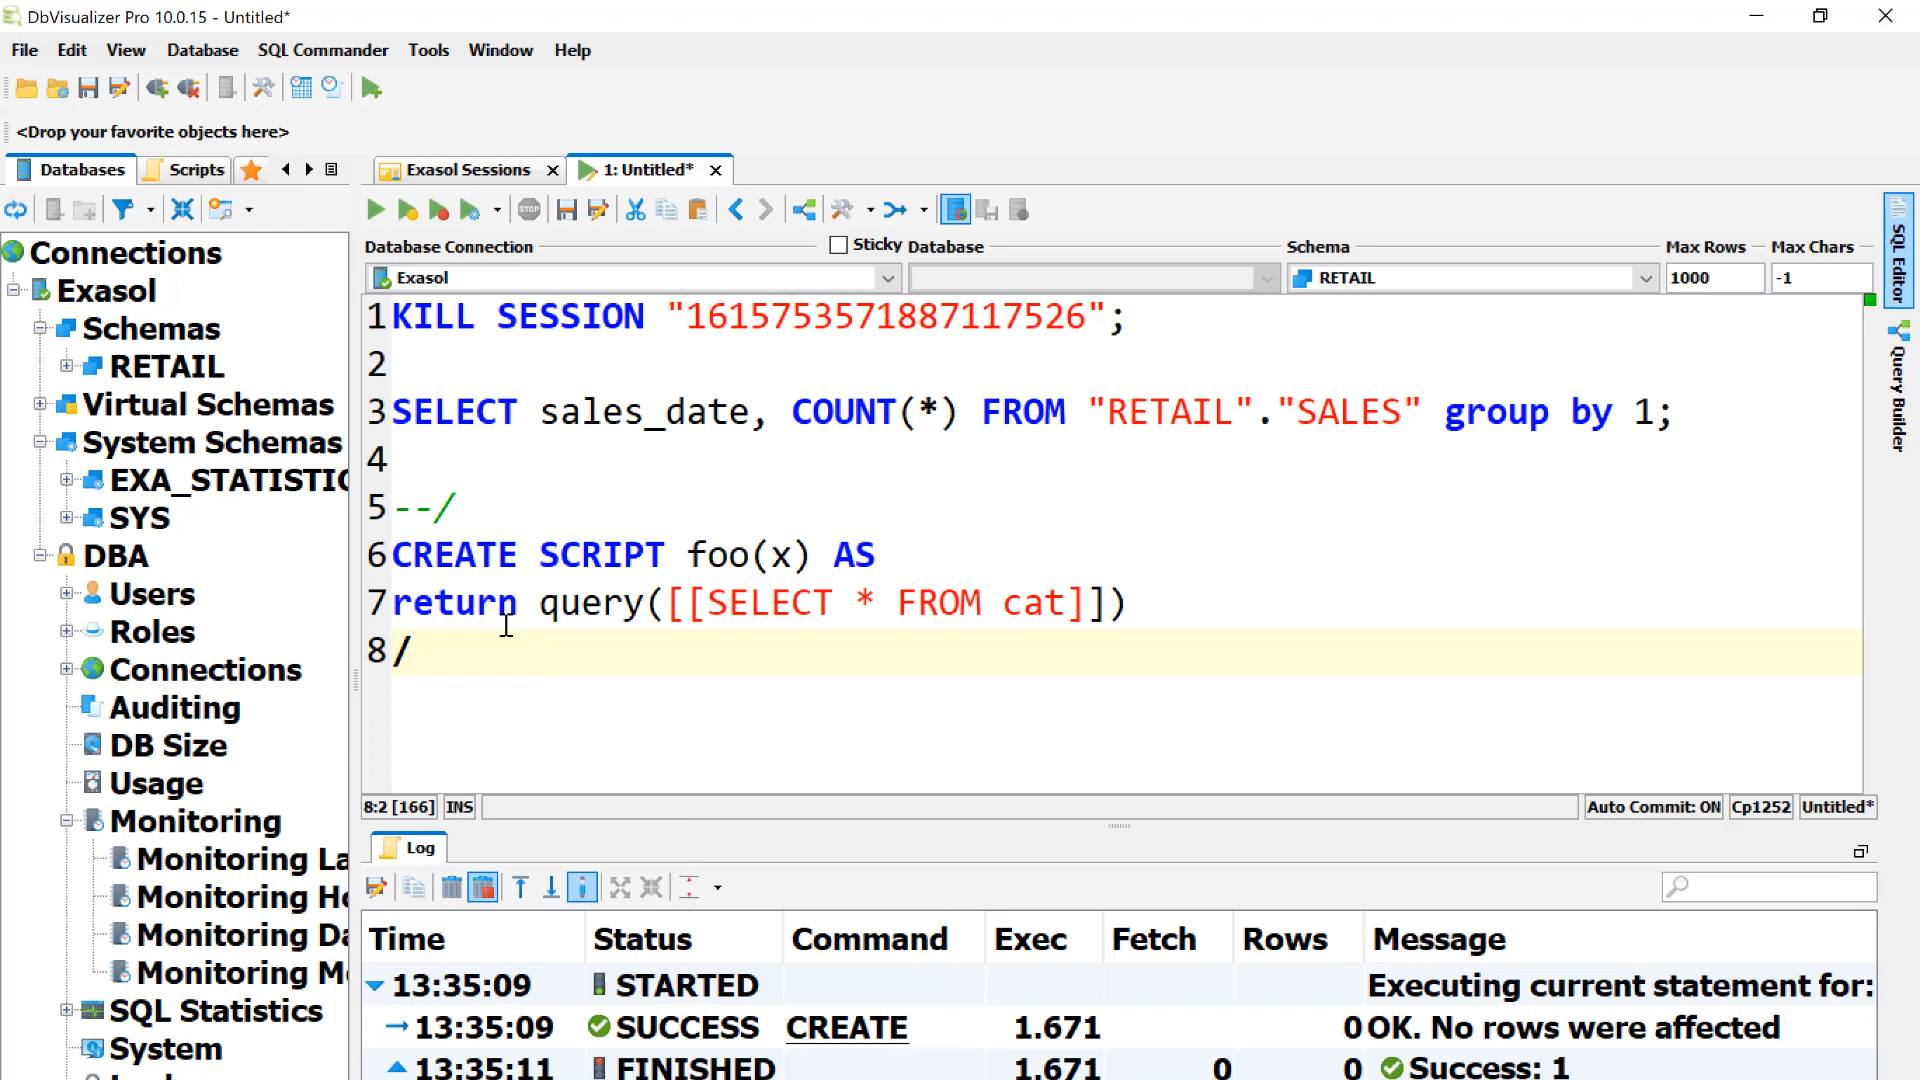 DbVisualizer Pro 10.0.15 - Untitled*
File Edit View Database SQL Commander Tools Window Help
<Drop your favorite objects here>
Databases Scripts
Exasol Sessions 1: Untitled*
STOP
Database Connection Sticky Database Schema Max Rows Max Chars
Exasol RETAIL 1000 -1
Connections
Exasol
Schemas
RETAIL
Virtual Schemas
System Schemas
EXA_STATISTIC
SYS
DBA
Users
Roles
Connections
Auditing
DB Size
Usage
Monitoring
Monitoring La
Monitoring Ho
Monitoring Da
Monitoring Mo
SQL Statistics
System
1 KILL SESSION "1615753571887117526";
2
3 SELECT sales_date, COUNT(*) FROM "RETAIL"."SALES" group by 1;
4
5 --/
6 CREATE SCRIPT foo(x) AS
7 return query([[SELECT * FROM cat]])
8 /
SQL Editor
Query Builder
8:2 [166] INS Auto Commit: ON Cp1252 Untitled*
Log
Time Status Command Exec Fetch Rows Message
13:35:09 STARTED Executing current statement for:
13:35:09 SUCCESS CREATE 1.671 0 OK. No rows were affected
13:35:11 FINISHED 1.671 0 0 Success: 1